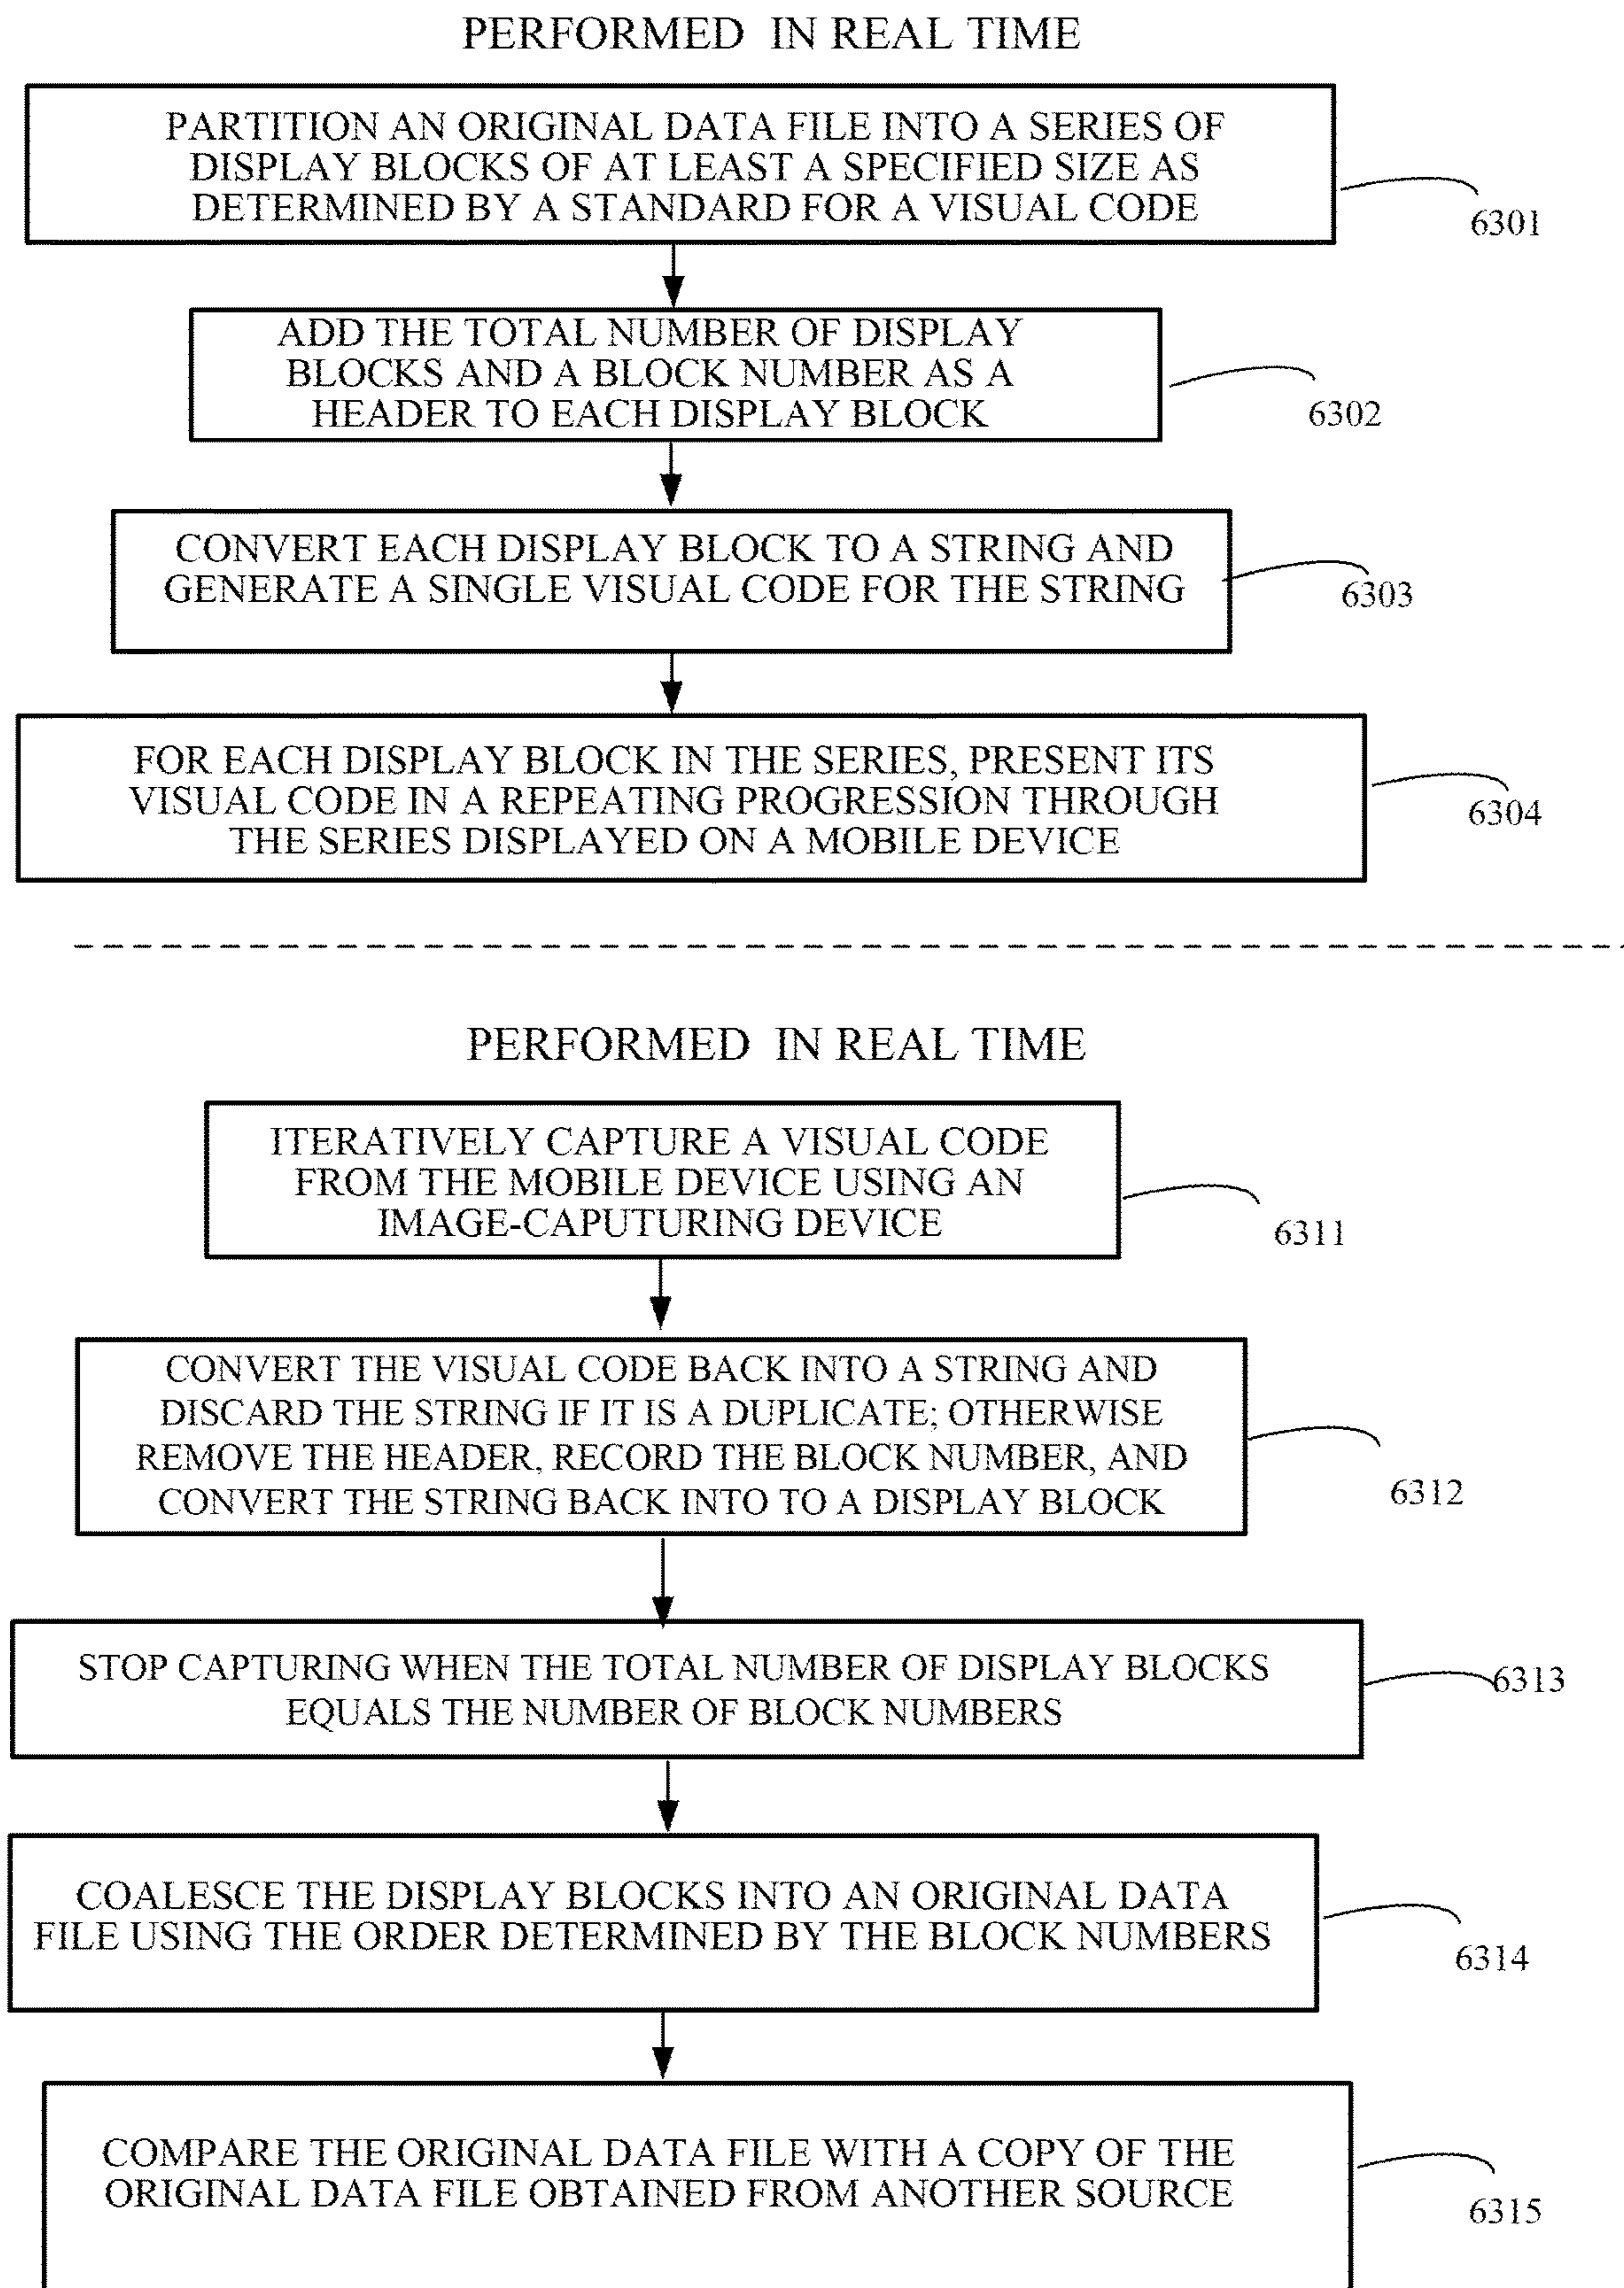 PERFORMED IN REAL TIME
PARTITION AN ORIGINAL DATA FILE INTO A SERIES OF
DISPLAY BLOCKS OF AT LEAST A SPECIFIED SIZE AS
DETERMINED BY A STANDARD FOR A VISUAL CODE
6301
ADD THE TOTAL NUMBER OF DISPLAY
BLOCKS AND A BLOCK NUMBER AS A
HEADER TO EACH DISPLAY BLOCK
6302
CONVERT EACH DISPLAY BLOCK TO A STRING AND
GENERATE A SINGLE VISUAL CODE FOR THE STRING
6303
FOR EACH DISPLAY BLOCK IN THE SERIES, PRESENT ITS
VISUAL CODE IN A REPEATING PROGRESSION THROUGH
THE SERIES DISPLAYED ON A MOBILE DEVICE
6304
PERFORMED IN REAL TIME
ITERATIVELY CAPTURE A VISUAL CODE
FROM THE MOBILE DEVICE USING AN
IMAGE-CAPUTURING DEVICE
6311
CONVERT THE VISUAL CODE BACK INTO A STRING AND
DISCARD THE STRING IF IT IS A DUPLICATE; OTHERWISE
REMOVE THE HEADER, RECORD THE BLOCK NUMBER, AND
CONVERT THE STRING BACK INTO TO A DISPLAY BLOCK
6312
STOP CAPTURING WHEN THE TOTAL NUMBER OF DISPLAY BLOCKS
EQUALS THE NUMBER OF BLOCK NUMBERS
6313
COALESCE THE DISPLAY BLOCKS INTO AN ORIGINAL DATA
FILE USING THE ORDER DETERMINED BY THE BLOCK NUMBERS
6314
COMPARE THE ORIGINAL DATA FILE WITH A COPY OF THE
ORIGINAL DATA FILE OBTAINED FROM ANOTHER SOURCE
6315